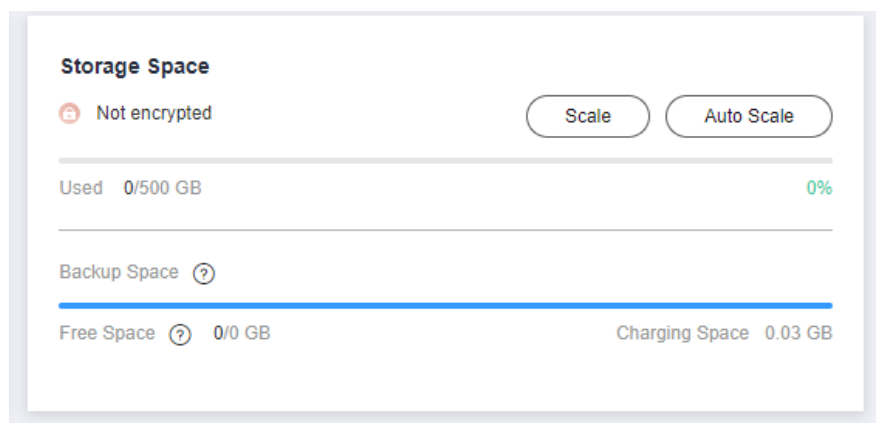 Storage Space
Not encrypted
Scale
Auto Scale
Used 0/500 GB
0%
Backup Space ?
Free Space ? 0/0 GB
Charging Space 0.03 GB